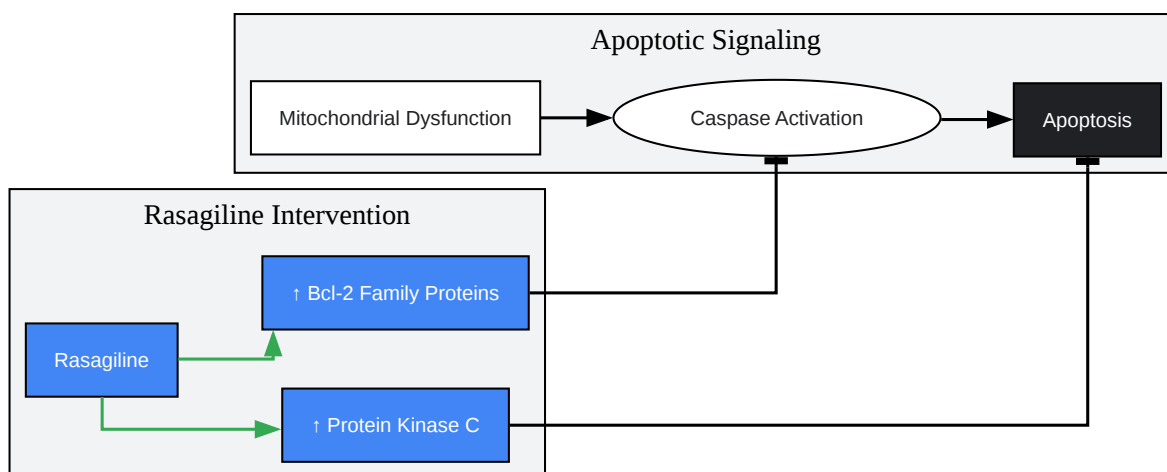 Apoptotic Signaling
Mitochondrial Dysfunction
Caspase Activation
Apoptosis
Rasagiline Intervention
↑ Bcl-2 Family Proteins
Rasagiline
↑ Protein Kinase C